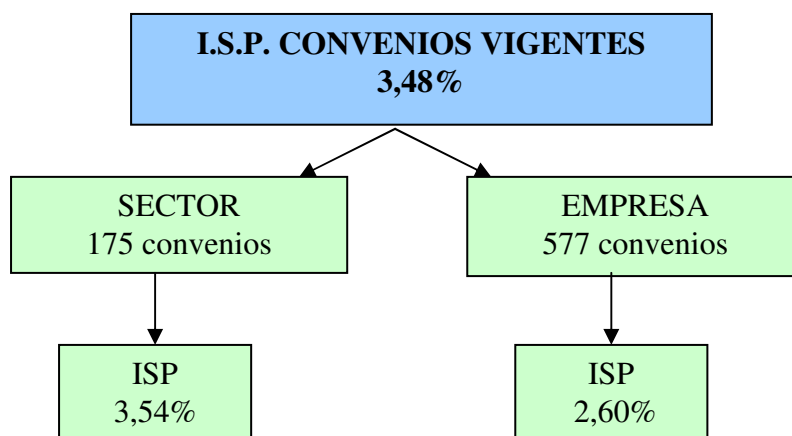 I.S.P. CONVENIOS VIGENTES
3,48%
SECTOR
175 convenios
EMPRESA
577 convenios
ISP
3,54%
ISP
2,60%